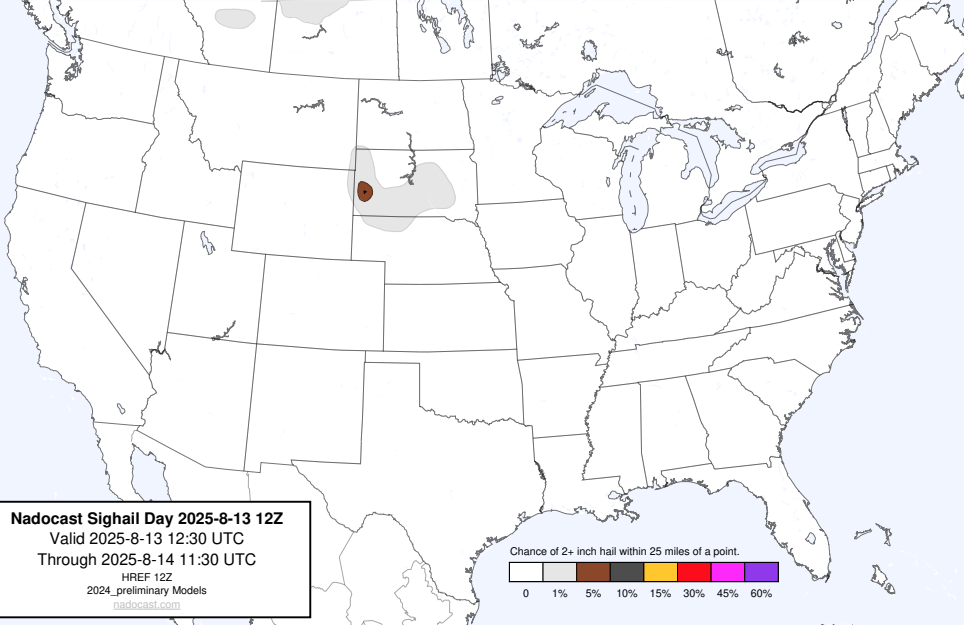 Nadocast Sighail Day 2025-8-13 12Z
Valid 2025-8-13 12:30 UTC
Through 2025-8-14 11:30 UTC
HREF 12Z
2024_preliminary Models
nadocast.com
Chance of 2+ inch hail within 25 miles of a point.
0 1% 5% 10% 15% 30% 45% 60%